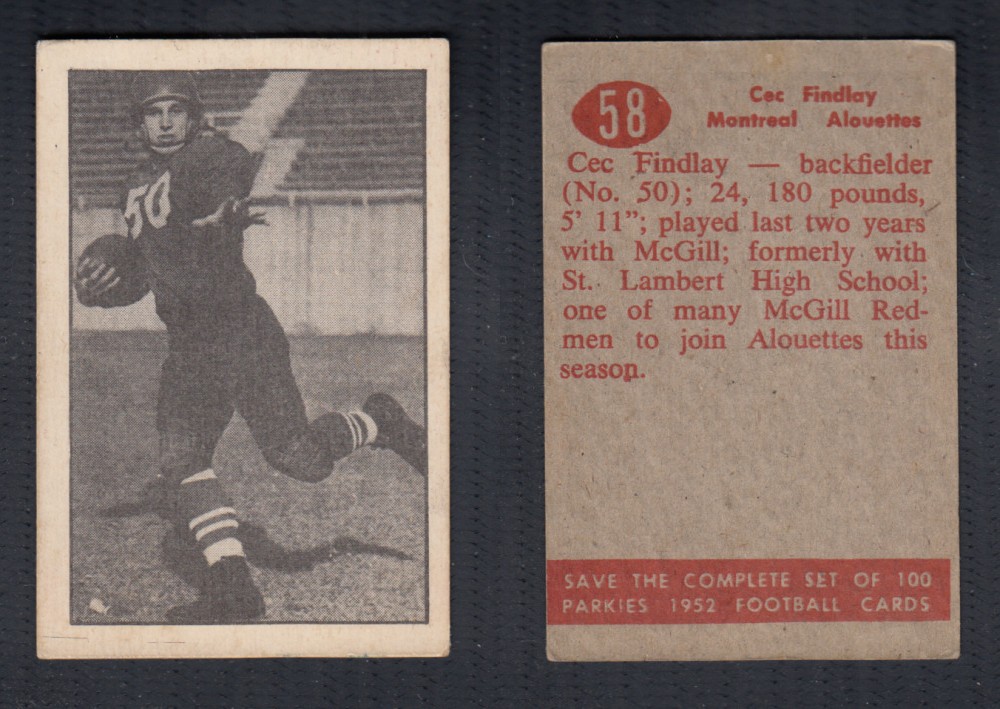 50
58
Cec Findlay
Montreal Alouettes
Cec Findlay — backfielder
(No. 50); 24, 180 pounds,
5' 11"; played last two years
with McGill; formerly with
St. Lambert High School;
one of many McGill Red-
men to join Alouettes this
season.
SAVE THE COMPLETE SET OF 100
PARKIES 1952 FOOTBALL CARDS